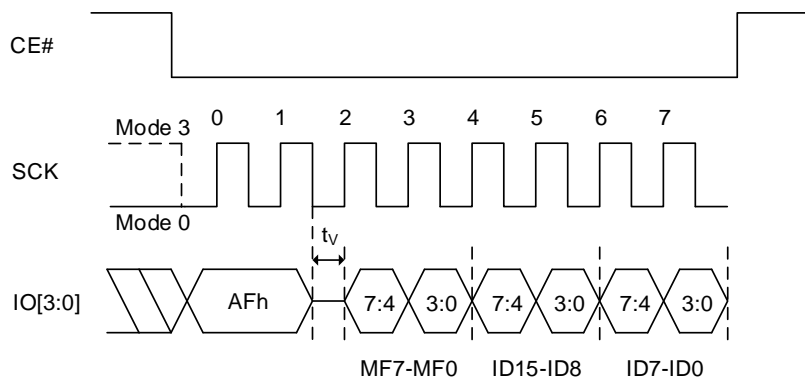 CE#
Mode 3
0 1 2 3 4 5 6 7
SCK
Mode 0
tV
IO[3:0]
AFh 7:4 3:0 7:4 3:0 7:4 3:0
MF7-MF0 ID15-ID8 ID7-ID0